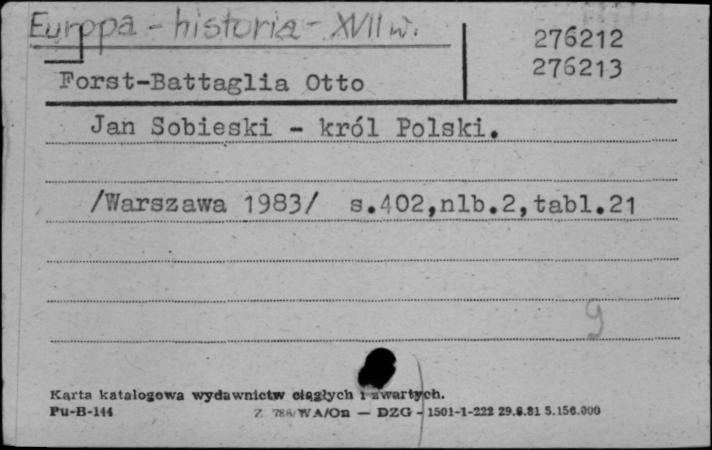 Europa - historia - XVII w.
276212
276213
Forst-Battaglia Otto
Jan Sobieski - król Polski.
/Warszawa 1983/ s.402,nlb.2,tabl.21
9
Karta katalogowa wydawnictw ciągłych i zwartych.
Pu-B-144 Z WA/On — DZG - 1501-1-222 29.8.81 5.156.000